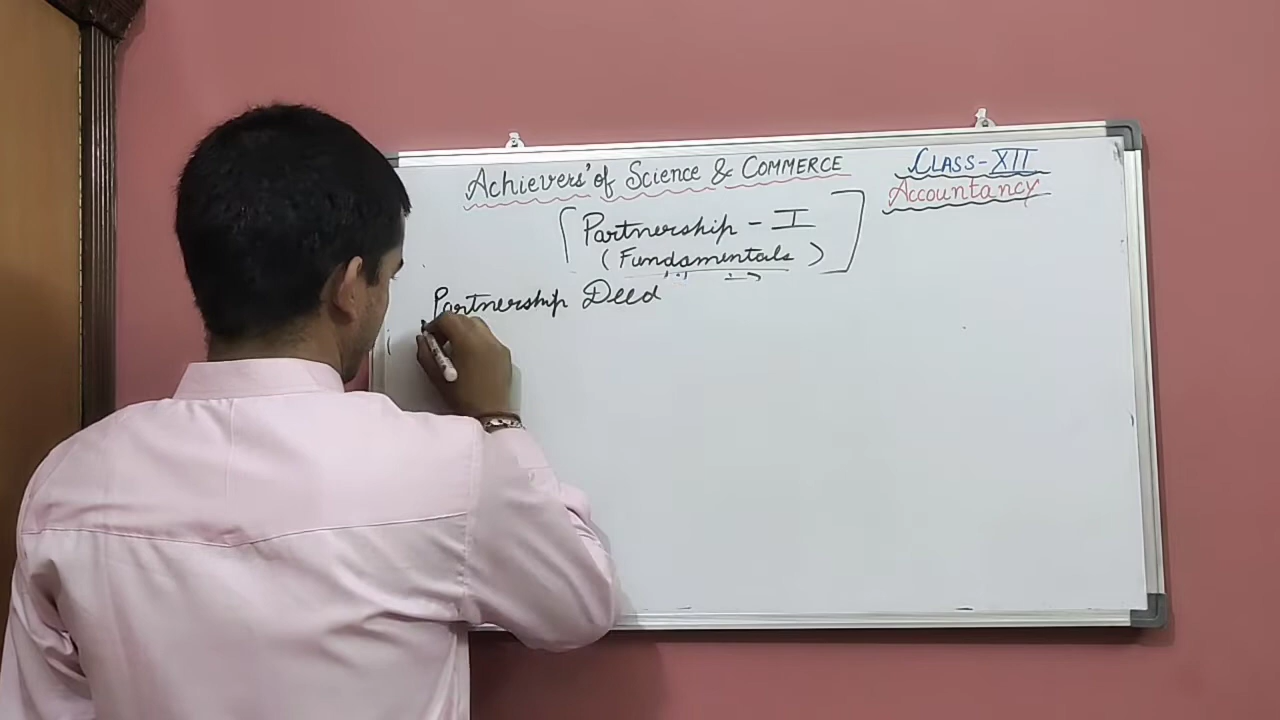 Achievers' of Science & COMMERCE
CLASS-XII
Accountancy
[Partnership - I
(Fundamentals)]
Partnership Deed